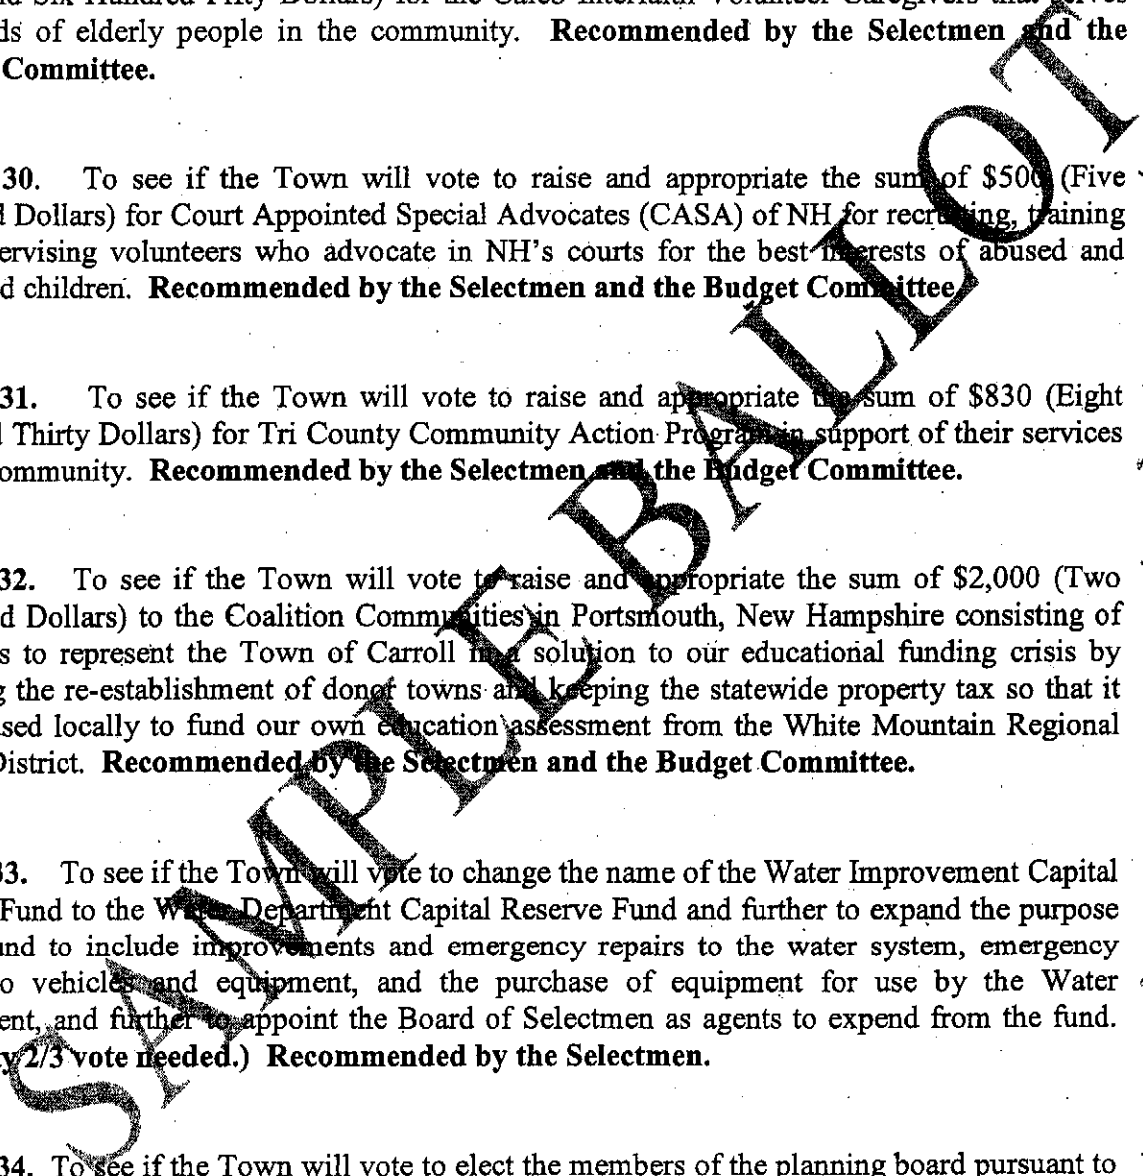 ds of elderly people in the community. Recommended by the Selectmen and the
Committee.
30. To see if the Town will vote to raise and appropriate the sum of $500 (Five
d Dollars) for Court Appointed Special Advocates (CASA) of NH for recruiting, training
ervising volunteers who advocate in NH's courts for the best interests of abused and
d children. Recommended by the Selectmen and the Budget Committee.
31. To see if the Town will vote to raise and appropriate the sum of $830 (Eight
d Thirty Dollars) for Tri County Community Action Program in support of their services
ommunity. Recommended by the Selectmen and the Budget Committee.
32. To see if the Town will vote to raise and appropriate the sum of $2,000 (Two
d Dollars) to the Coalition Communities in Portsmouth, New Hampshire consisting of
s to represent the Town of Carroll in a solution to our educational funding crisis by
g the re-establishment of donor towns and keeping the statewide property tax so that it
sed locally to fund our own education assessment from the White Mountain Regional
District. Recommended by the Selectmen and the Budget Committee.
33. To see if the Town will vote to change the name of the Water Improvement Capital
Fund to the Water Department Capital Reserve Fund and further to expand the purpose
und to include improvements and emergency repairs to the water system, emergency
o vehicles and equipment, and the purchase of equipment for use by the Water
ent, and further to appoint the Board of Selectmen as agents to expend from the fund.
y 2/3 vote needed.) Recommended by the Selectmen.
34. To see if the Town will vote to elect the members of the planning board pursuant to
SAMPLE BALLOT